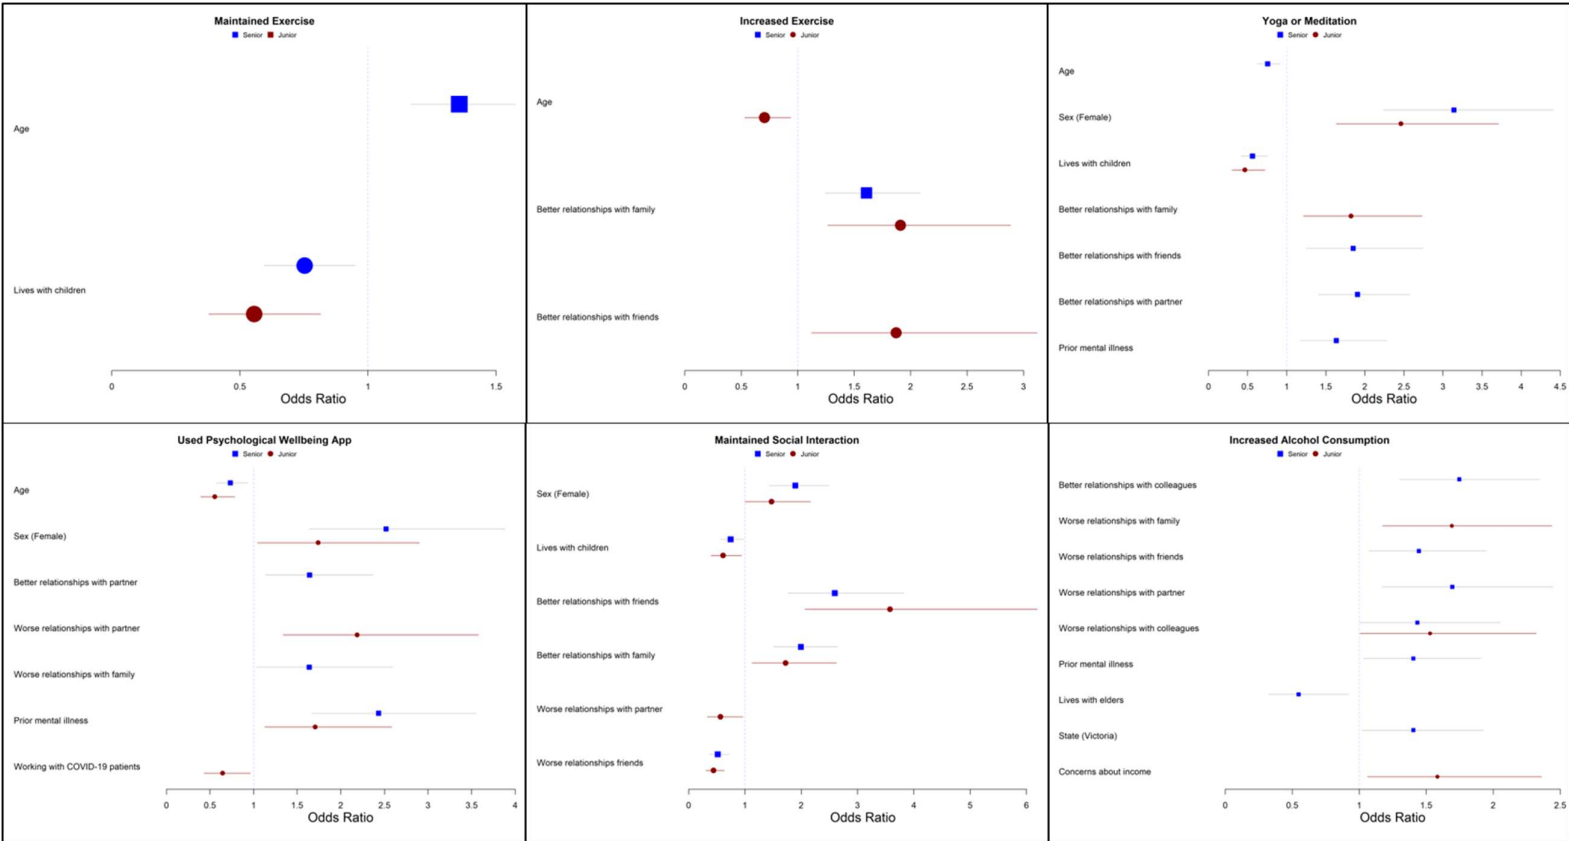 Maintained Exercise
Senior Junior
Age
Lives with children
0 0.5 1 1.5
Odds Ratio
Increased Exercise
Senior Junior
Age
Better relationships with family
Better relationships with friends
0 0.5 1 1.5 2 2.5 3
Odds Ratio
Yoga or Meditation
Senior Junior
Age
Sex (Female)
Lives with children
Better relationships with family
Better relationships with friends
Better relationships with partner
Prior mental illness
0 0.5 1 1.5 2 2.5 3 3.5 4 4.5
Odds Ratio
Used Psychological Wellbeing App
Senior Junior
Age
Sex (Female)
Better relationships with partner
Worse relationships with partner
Worse relationships with family
Prior mental illness
Working with COVID-19 patients
0 0.5 1 1.5 2 2.5 3 3.5 4
Odds Ratio
Maintained Social Interaction
Senior Junior
Sex (Female)
Lives with children
Better relationships with friends
Better relationships with family
Worse relationships with partner
Worse relationships friends
0 1 2 3 4 5 6
Odds Ratio
Increased Alcohol Consumption
Senior Junior
Better relationships with colleagues
Worse relationships with family
Worse relationships with friends
Worse relationships with partner
Worse relationships with colleagues
Prior mental illness
Lives with elders
State (Victoria)
Concerns about income
0 0.5 1 1.5 2 2.5
Odds Ratio